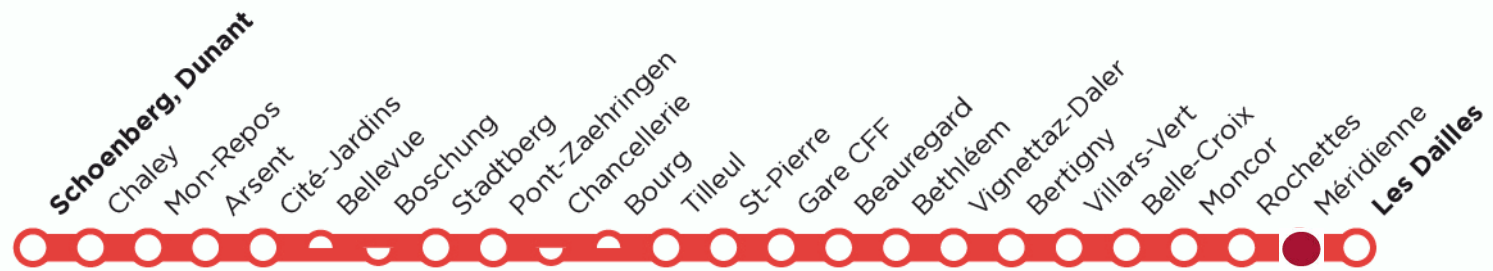 Schoenberg, Dunant
Chaley
Mon-Repos
Arsent
Cité-Jardins
Bellevue
Boschung
Stadtberg
Pont-Zaehringen
Chancellerie
Bourg
Tilleul
St-Pierre
Gare CFF
Beauregard
Bethléem
Vignettaz-Daler
Bertigny
Villars-Vert
Belle-Croix
Moncor
Rochettes
Méridienne
Les Dailles